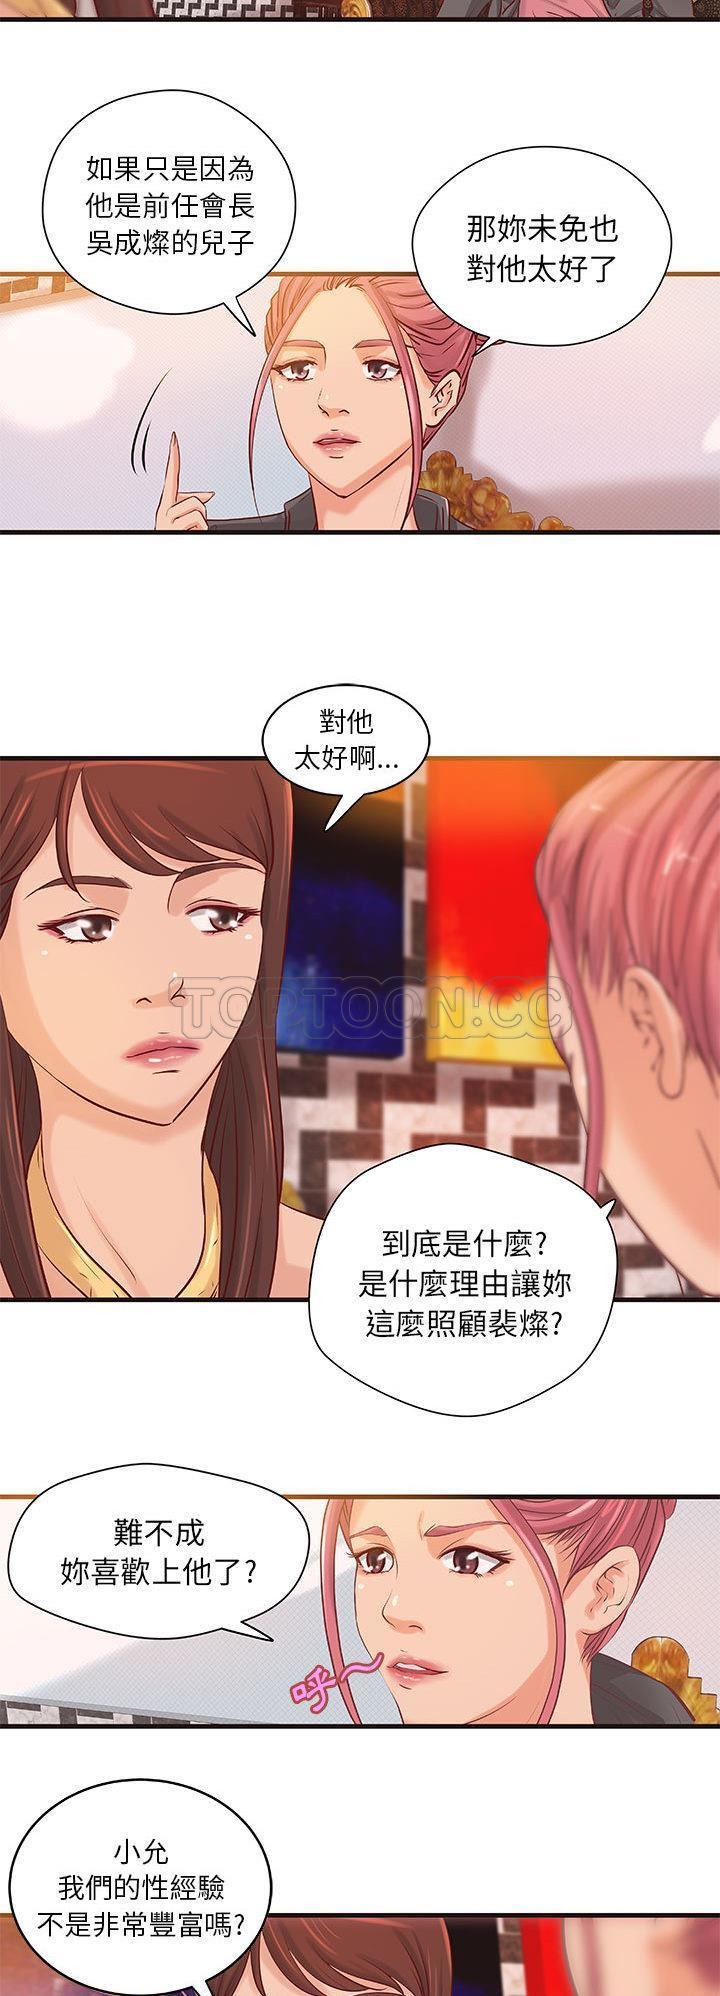 如果只是因為
他是前任會長
吳成燦的兒子
那妳未免也
對他太好了
對他
太好啊...
TOPTOON.CC
到底是什麼?
是什麼理由讓妳
這麼照顧裴燦?
難不成
妳喜歡上他了?
呼~
小允
我們的性經驗
不是非常豐富嗎?